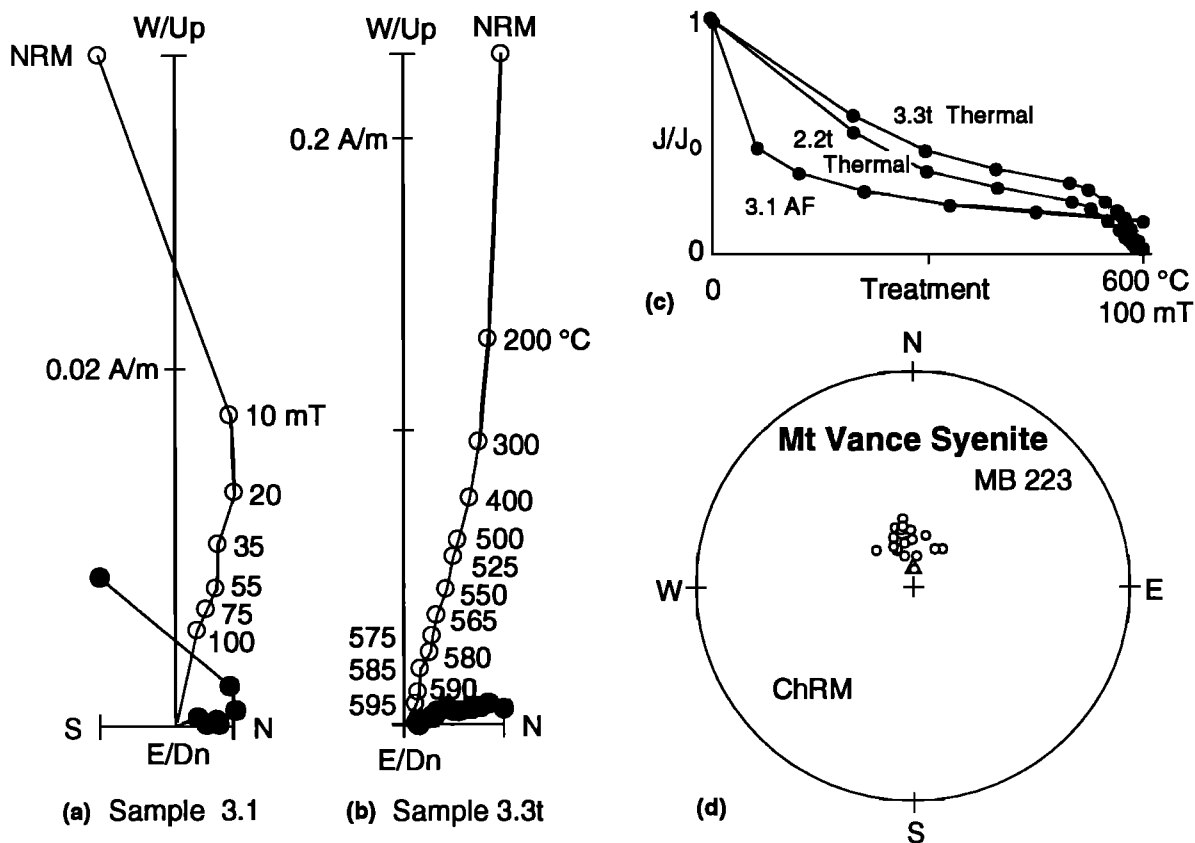 W/Up
NRM
0.02 A/m
10 mT
20
35
55
75
100
S
N
E/Dn
(a) Sample 3.1
W/Up
NRM
0.2 A/m
200 °C
300
400
500
525
550
565
575
580
585
590
595
N
E/Dn
(b) Sample 3.3t
1
J/J₀
0
3.3t Thermal
2.2t
Thermal
3.1 AF
0
Treatment
600 °C
100 mT
(c)
N
Mt Vance Syenite
MB 223
W
E
ChRM
S
(d)